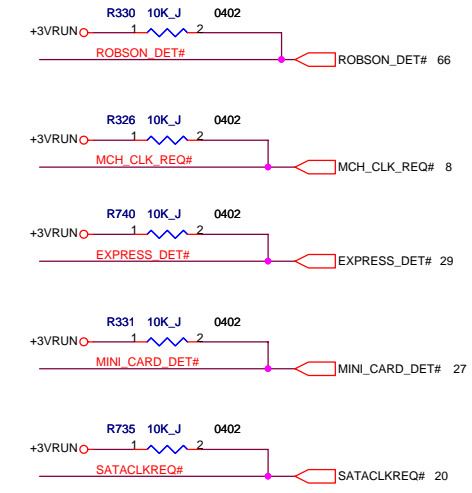 R330 10K_J 0402
+3VRUN 1 2
ROBSON_DET# ROBSON_DET# 66
R326 10K_J 0402
+3VRUN 1 2
MCH_CLK_REQ# MCH_CLK_REQ# 8
R740 10K_J 0402
+3VRUN 1 2
EXPRESS_DET# EXPRESS_DET# 29
R331 10K_J 0402
+3VRUN 1 2
MINI_CARD_DET# MINI_CARD_DET# 27
R735 10K_J 0402
+3VRUN 1 2
SATACLKREQ# SATACLKREQ# 20